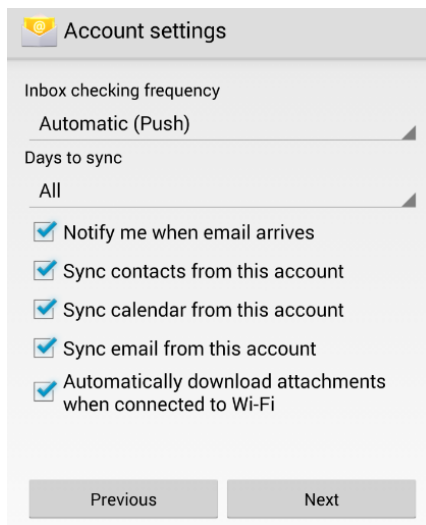 Account settings
Inbox checking frequency
Automatic (Push)
Days to sync
All
Notify me when email arrives
Sync contacts from this account
Sync calendar from this account
Sync email from this account
Automatically download attachments
when connected to Wi-Fi
Previous
Next